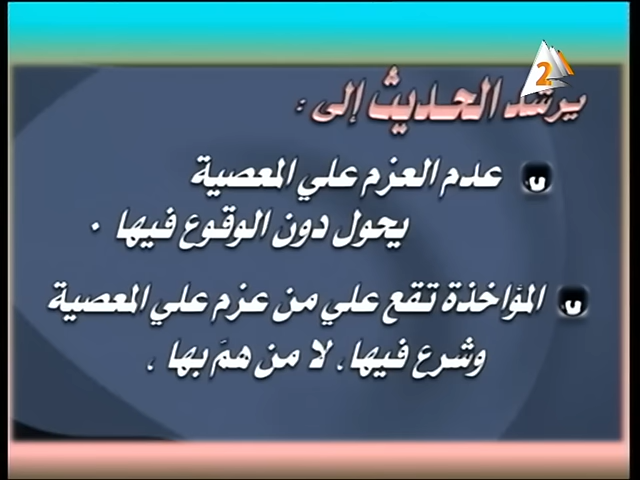 2
يرشد الحديث إلى :
عدم العزم علي المعصية
يحول دون الوقوع فيها .
المؤاخذة تقع علي من عزم علي المعصية
وشرع فيها، لا من همَ بها ،